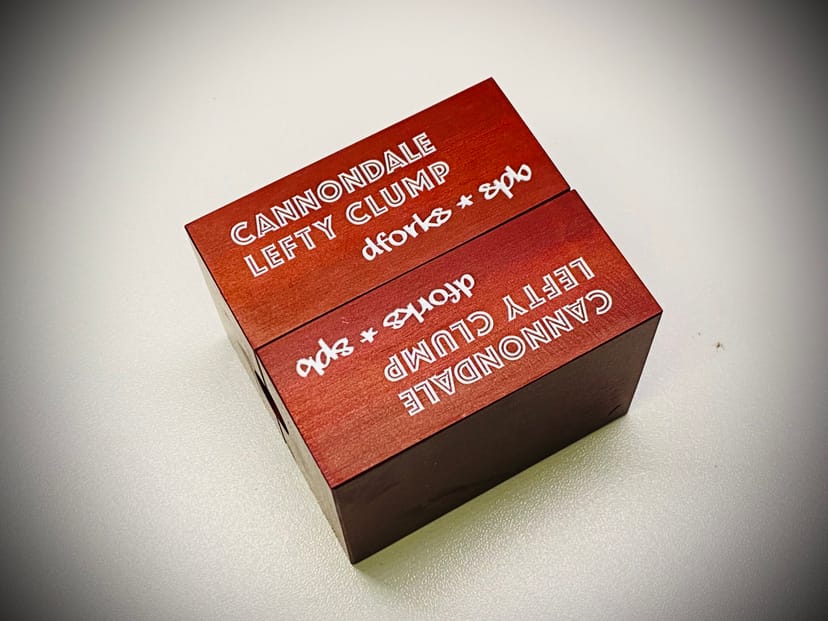 CANNONDALE
LEFTY CLUMP
dforks * spb
CANNONDALE
LEFTY CLUMP
dforks * spb